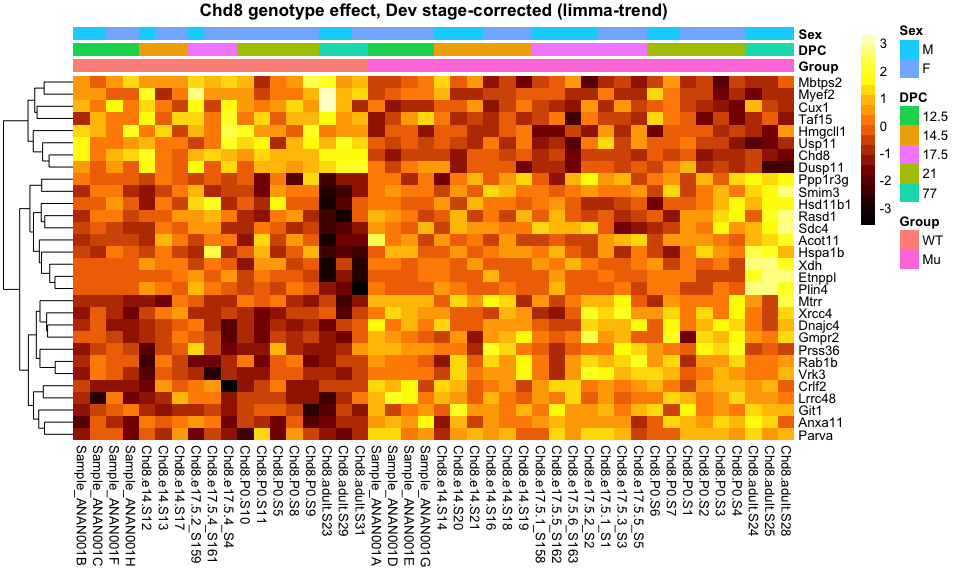 Chd8 genotype effect, Dev stage-corrected (limma-trend)
Sex
DPC
Group
Mbtps2
Myef2
Cux1
Taf15
Hmgcll1
Usp11
Chd8
Dusp11
Ppp1r3g
Smim3
Hsd11b1
Rasd1
Sdc4
Acot11
Hspa1b
Xdh
Etnppl
Plin4
Mtrr
Xrcc4
Dnajc4
Gmpr2
Prss36
Rab1b
Vrk3
Crlf2
Lrrc48
Git1
Anxa11
Parva
Sample_ANAN001B
Sample_ANAN001C
Sample_ANAN001F
Sample_ANAN001H
Chd8.e14.S12
Chd8.e14.S13
Chd8.e14.S17
Chd8.e17.5.2_S159
Chd8.e17.5.4_S161
Chd8.e17.5.4_S4
Chd8.P0.S10
Chd8.P0.S11
Chd8.P0.S5
Chd8.P0.S8
Chd8.P0.S9
Chd8.adult.S23
Chd8.adult.S29
Chd8.adult.S31
Sample_ANAN001A
Sample_ANAN001D
Sample_ANAN001E
Sample_ANAN001G
Chd8.e14.S14
Chd8.e14.S20
Chd8.e14.S21
Chd8.e14.S16
Chd8.e14.S18
Chd8.e14.S19
Chd8.e17.5.1_S158
Chd8.e17.5.5_S162
Chd8.e17.5.6_S163
Chd8.e17.5.2_S2
Chd8.e17.5.1_S1
Chd8.e17.5.3_S3
Chd8.e17.5.5_S5
Chd8.P0.S6
Chd8.P0.S7
Chd8.P0.S1
Chd8.P0.S2
Chd8.P0.S3
Chd8.P0.S4
Chd8.adult.S24
Chd8.adult.S25
Chd8.adult.S28
3
2
1
0
-1
-2
-3
Sex
M
F
DPC
12.5
14.5
17.5
21
77
Group
WT
Mu